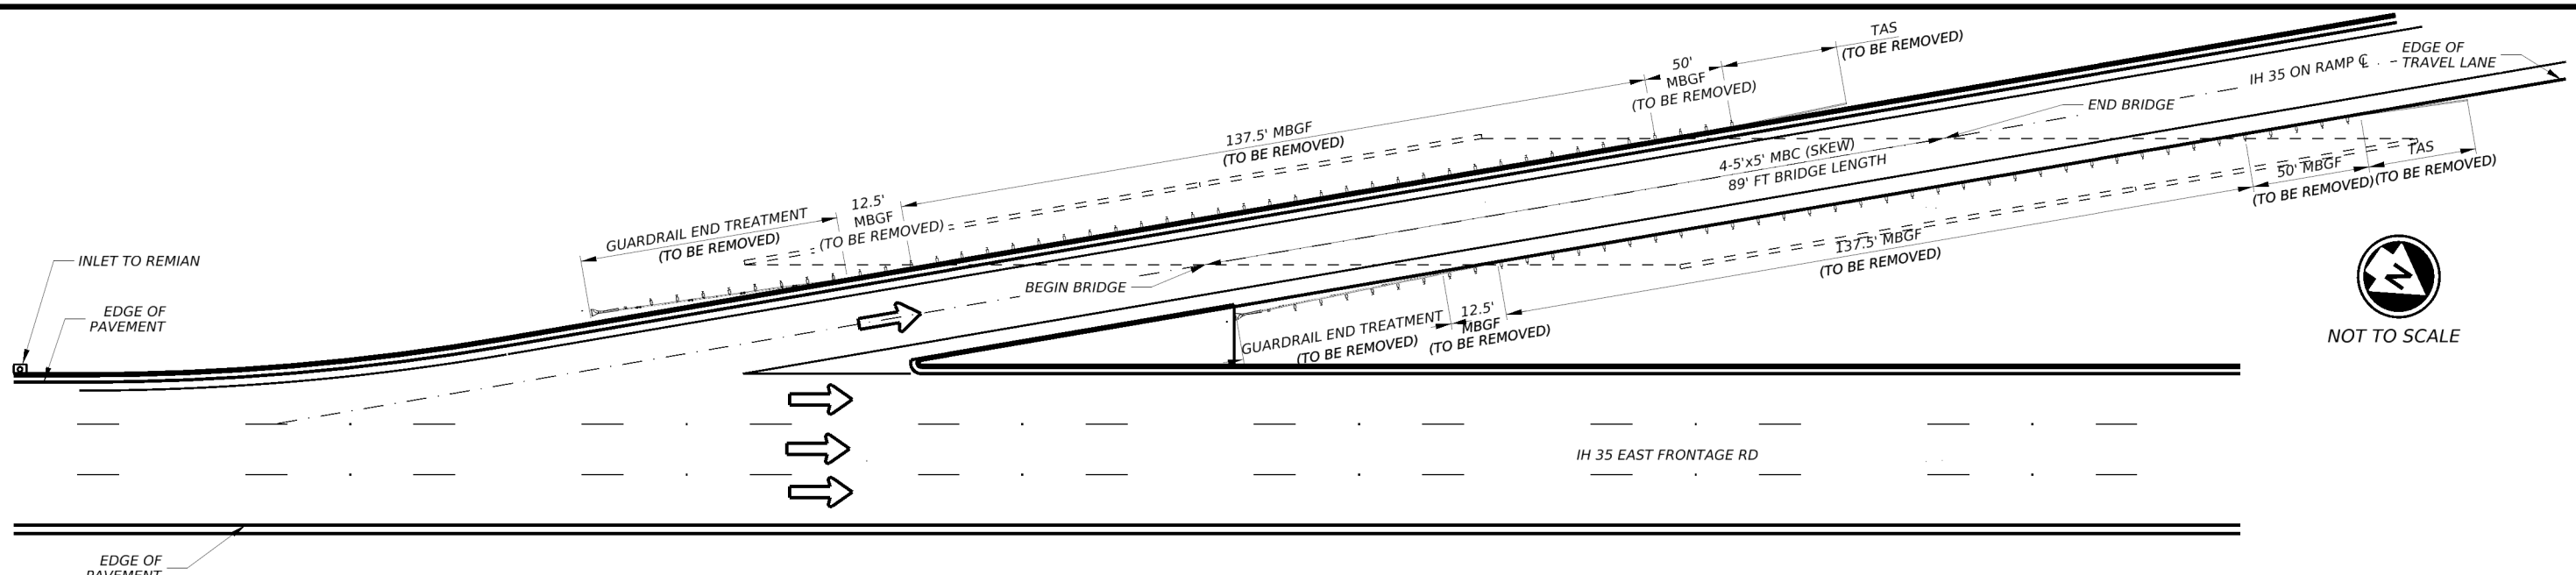 TAS
(TO BE REMOVED)
50'
MBGF
(TO BE REMOVED)
EDGE OF
TRAVEL LANE
IH 35 ON RAMP ℄
END BRIDGE
137.5' MBGF
(TO BE REMOVED)
4-5'x5' MBC (SKEW)
89' FT BRIDGE LENGTH
TAS
(TO BE REMOVED)
50' MBGF
(TO BE REMOVED)
12.5'
MBGF
(TO BE REMOVED)
GUARDRAIL END TREATMENT
(TO BE REMOVED)
137.5' MBGF
(TO BE REMOVED)
INLET TO REMIAN
BEGIN BRIDGE
EDGE OF
PAVEMENT
12.5'
MBGF
(TO BE REMOVED)
GUARDRAIL END TREATMENT
(TO BE REMOVED)
N
NOT TO SCALE
IH 35 EAST FRONTAGE RD
EDGE OF
PAVEMENT